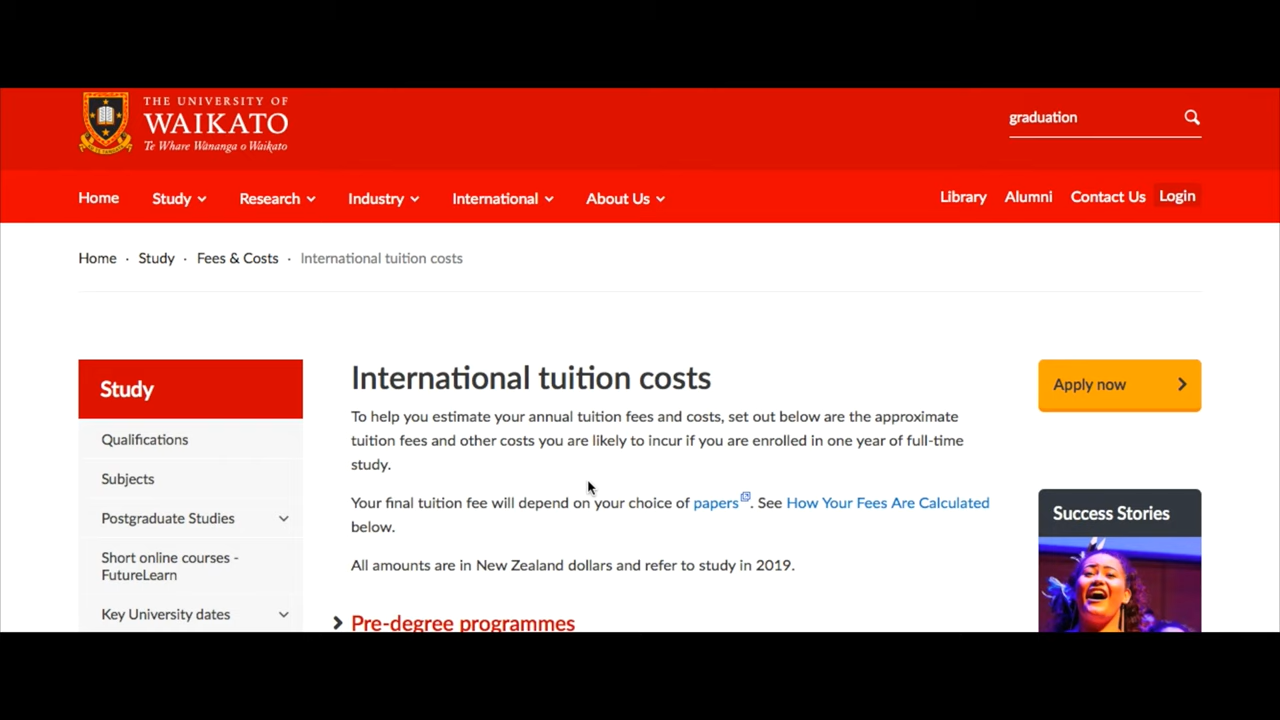 THE UNIVERSITY OF
WAIKATO
Te Whare Wānanga o Waikato
graduation
Home Study Research Industry International About Us
Library Alumni Contact Us Login
Home · Study · Fees & Costs · International tuition costs
Study
Qualifications
Subjects
Postgraduate Studies
Short online courses -
FutureLearn
Key University dates
International tuition costs
To help you estimate your annual tuition fees and costs, set out below are the approximate
tuition fees and other costs you are likely to incur if you are enrolled in one year of full-time
study.
Your final tuition fee will depend on your choice of papers. See How Your Fees Are Calculated
below.
All amounts are in New Zealand dollars and refer to study in 2019.
Pre-degree programmes
Apply now
Success Stories